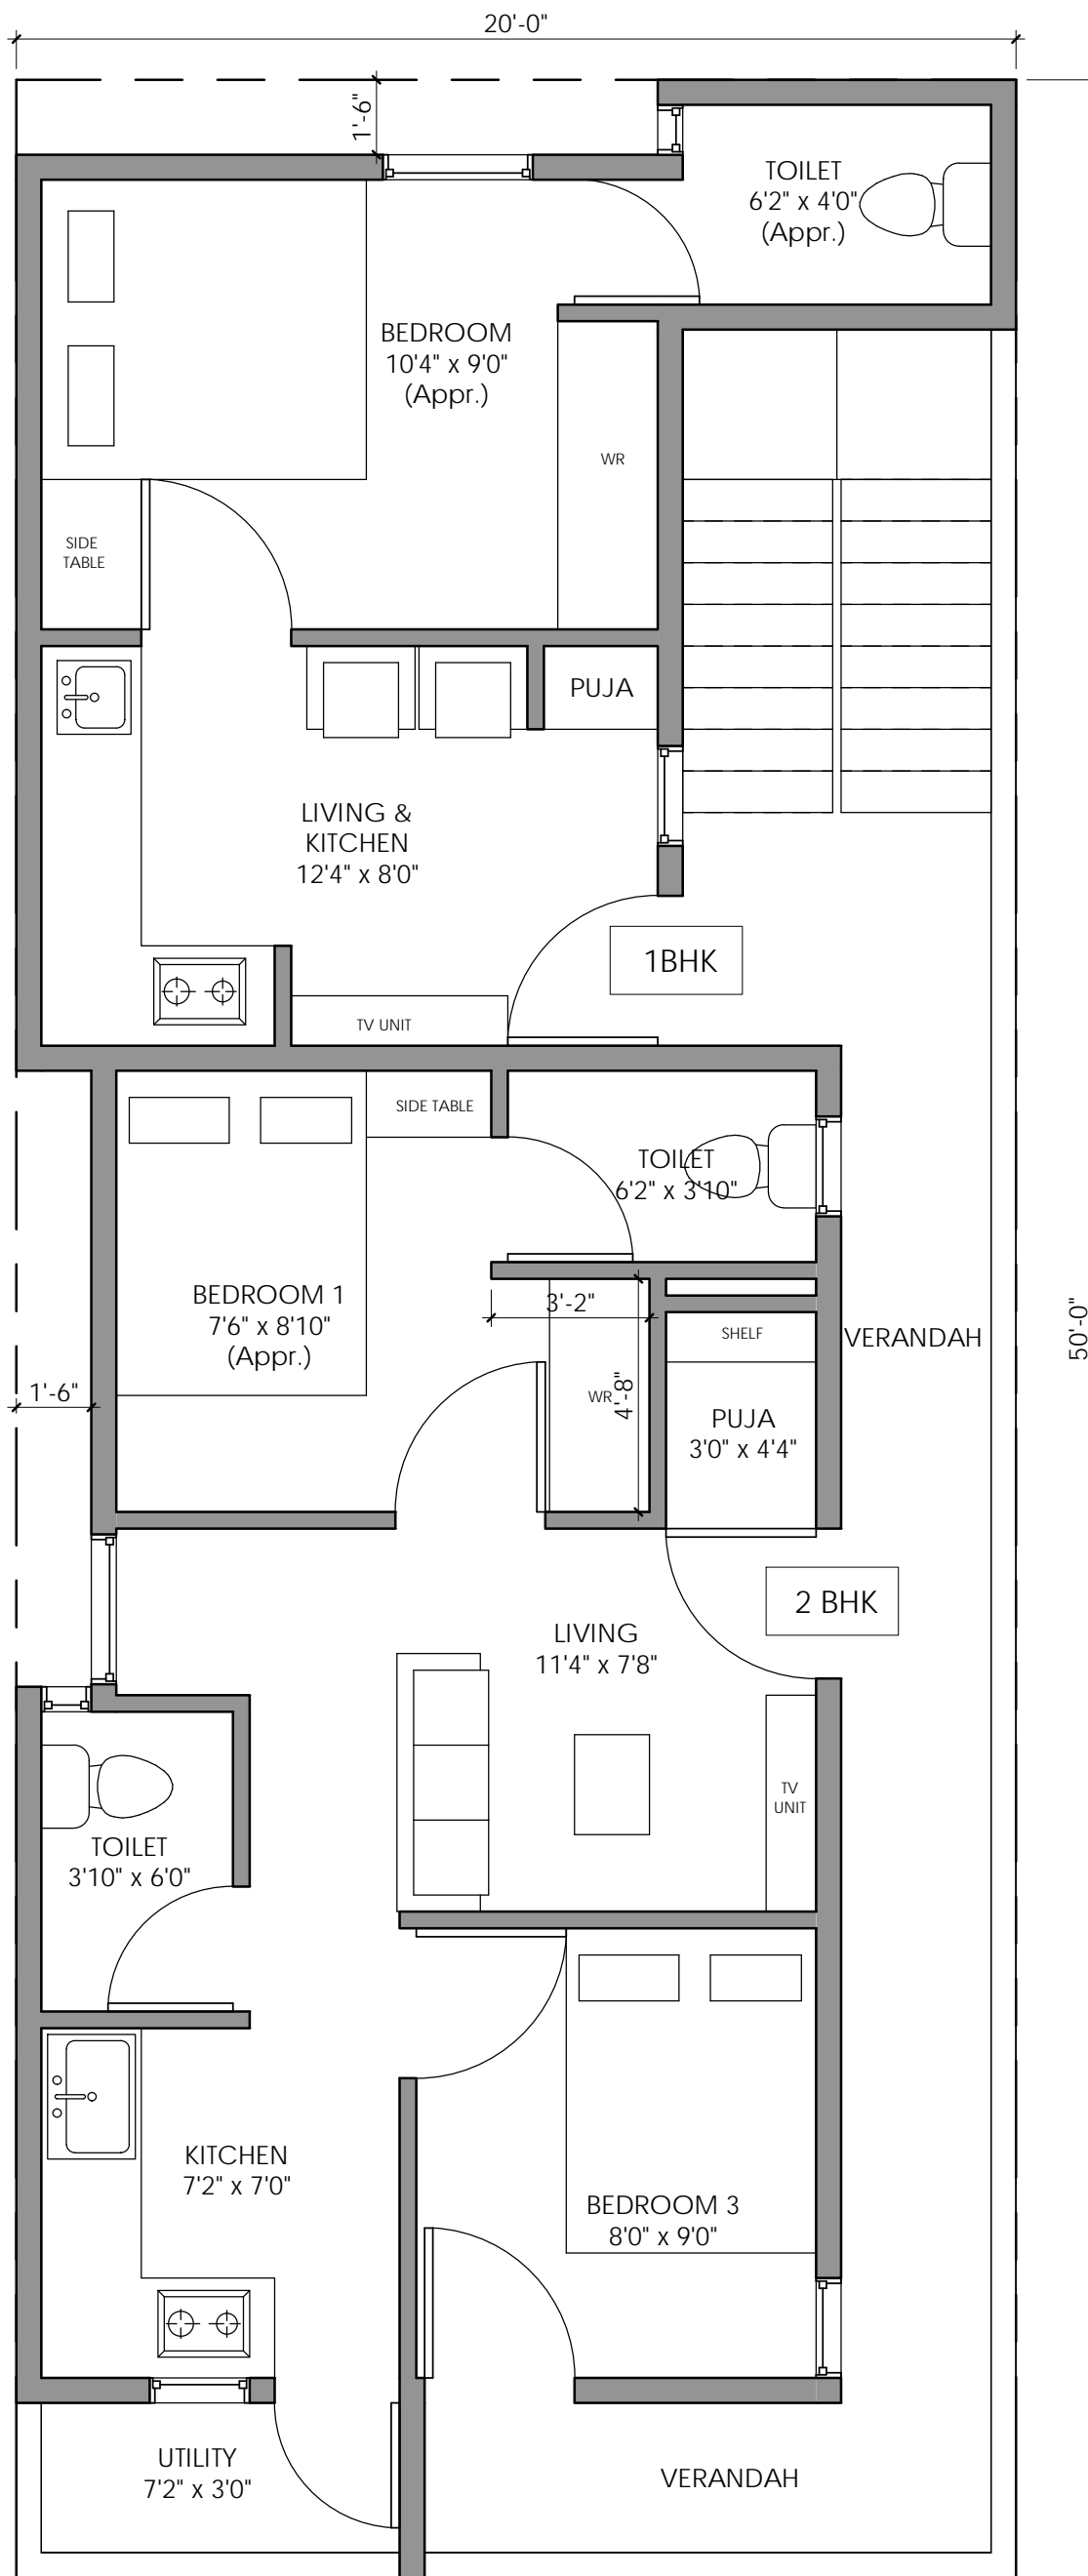 20'-0"
1'-6"
TOILET
6'2" x 4'0"
(Appr.)
BEDROOM
10'4" x 9'0"
(Appr.)
WR
SIDE
TABLE
PUJA
LIVING &
KITCHEN
12'4" x 8'0"
1BHK
TV UNIT
SIDE TABLE
TOILET
6'2" x 3'10"
BEDROOM 1
7'6" x 8'10"
(Appr.)
3'-2"
SHELF
VERANDAH
50'-0"
1'-6"
WR
4'-8"
PUJA
3'0" x 4'4"
2 BHK
LIVING
11'4" x 7'8"
TV
UNIT
TOILET
3'10" x 6'0"
KITCHEN
7'2" x 7'0"
BEDROOM 3
8'0" x 9'0"
UTILITY
7'2" x 3'0"
VERANDAH